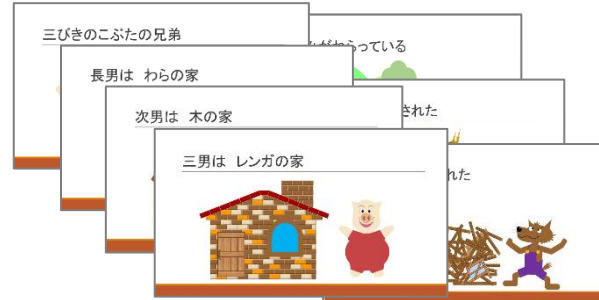 三びきのこぶたの兄弟
長男は　わらの家
次男は　木の家
三男は　レンガの家
ねらっている
された
れた